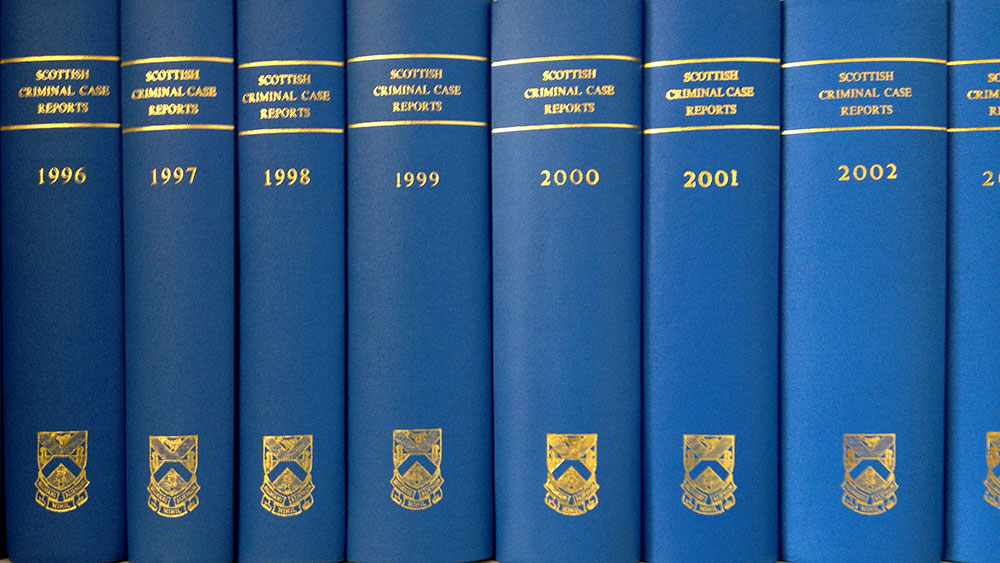 SCOTTISH
CRIMINAL CASE
REPORTS
1996
SCOTTISH
CRIMINAL CASE
REPORTS
1997
SCOTTISH
CRIMINAL CASE
REPORTS
1998
SCOTTISH
CRIMINAL CASE
REPORTS
1999
SCOTTISH
CRIMINAL CASE
REPORTS
2000
SCOTTISH
CRIMINAL CASE
REPORTS
2001
SCOTTISH
CRIMINAL CASE
REPORTS
2002